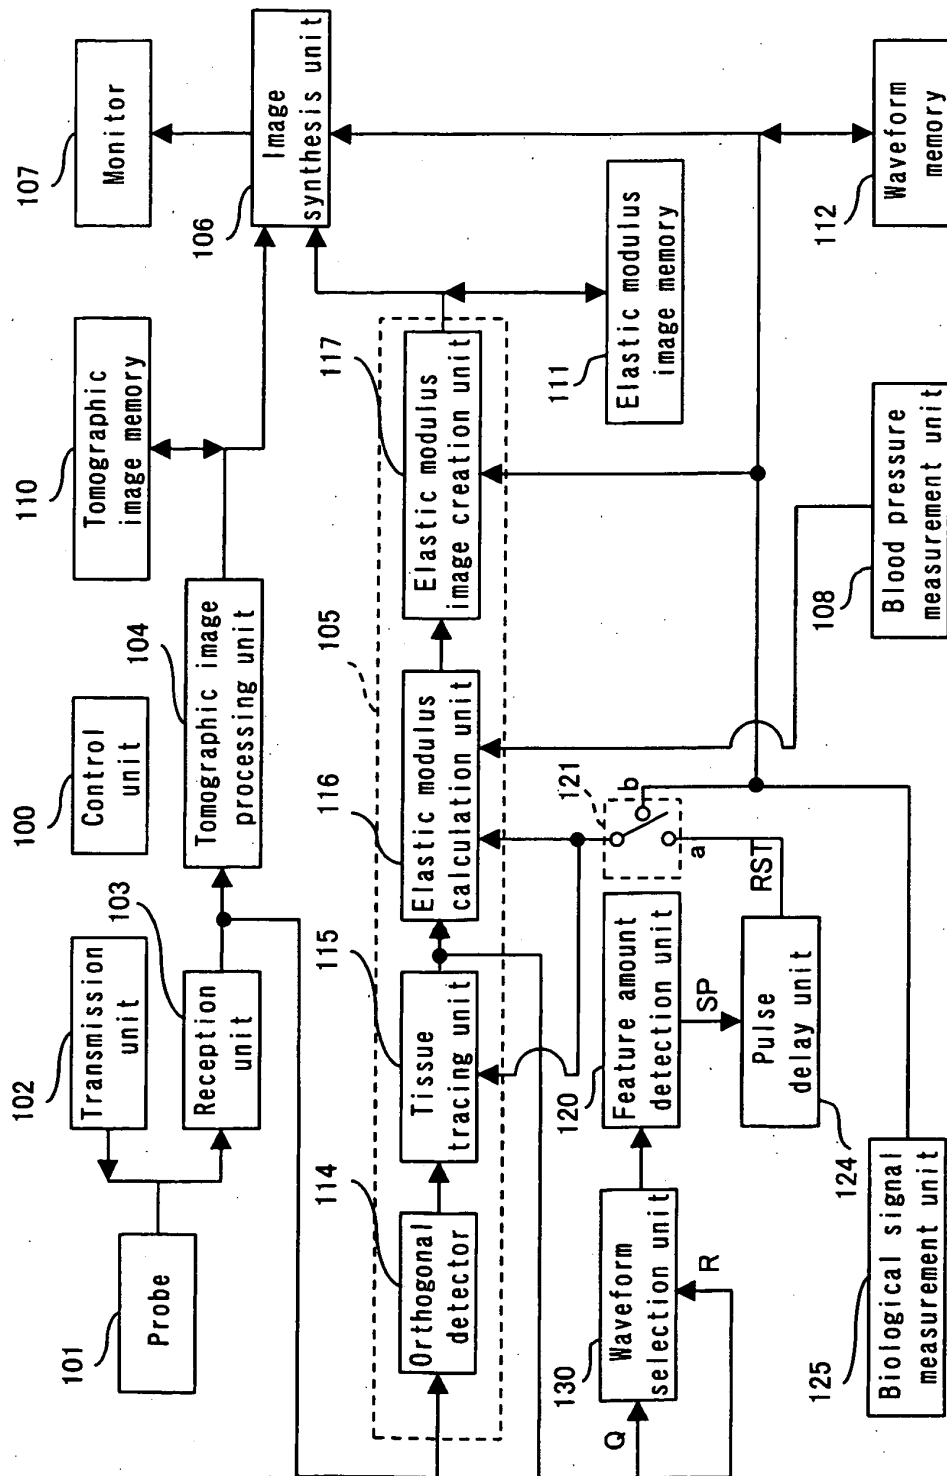 101
Probe
102
Transmission
unit
103
Reception
unit
100
Control
unit
104
Tomographic image
processing unit
110
Tomographic
image memory
107
Monitor
106
Image
synthesis unit
105
114
Orthogonal
detector
115
Tissue
tracing unit
116
Elastic modulus
calculation unit
117
Elastic modulus
image creation unit
111
Elastic modulus
image memory
Q
R
130
Waveform
selection unit
120
Feature amount
detection unit
SP
124
Pulse
delay unit
RST
121
a
b
125
Biological signal
measurement unit
108
Blood pressure
measurement unit
112
Waveform
memory